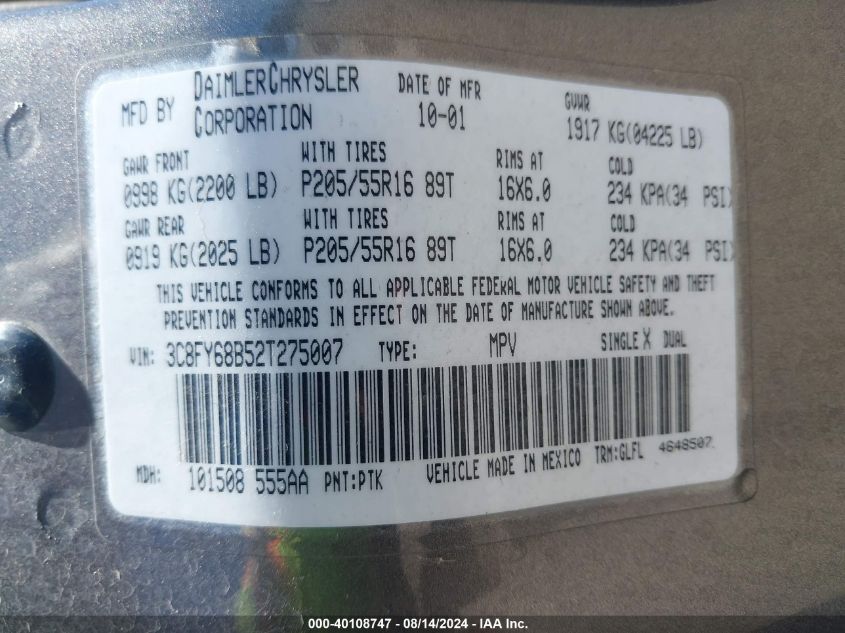 MFD BY DAIMLERCHRYSLER CORPORATION
DATE OF MFR 10-01
GVWR 1917 KG(04225 LB)
GAWR FRONT WITH TIRES RIMS AT COLD
0998 KG(2200 LB) P205/55R16 89T 16X6.0 234 KPA(34 PSI)
GAWR REAR WITH TIRES RIMS AT COLD
0919 KG(2025 LB) P205/55R16 89T 16X6.0 234 KPA(34 PSI)
THIS VEHICLE CONFORMS TO ALL APPLICABLE FEDERAL MOTOR VEHICLE SAFETY AND THEFT
PREVENTION STANDARDS IN EFFECT ON THE DATE OF MANUFACTURE SHOWN ABOVE.
VIN: 3C8FY68B52T275007 TYPE: MPV SINGLE X DUAL
MDH: 101508 555AA PNT:PTK VEHICLE MADE IN MEXICO TRM:GLFL 4648507
000-40108747 - 08/14/2024 - IAA Inc.